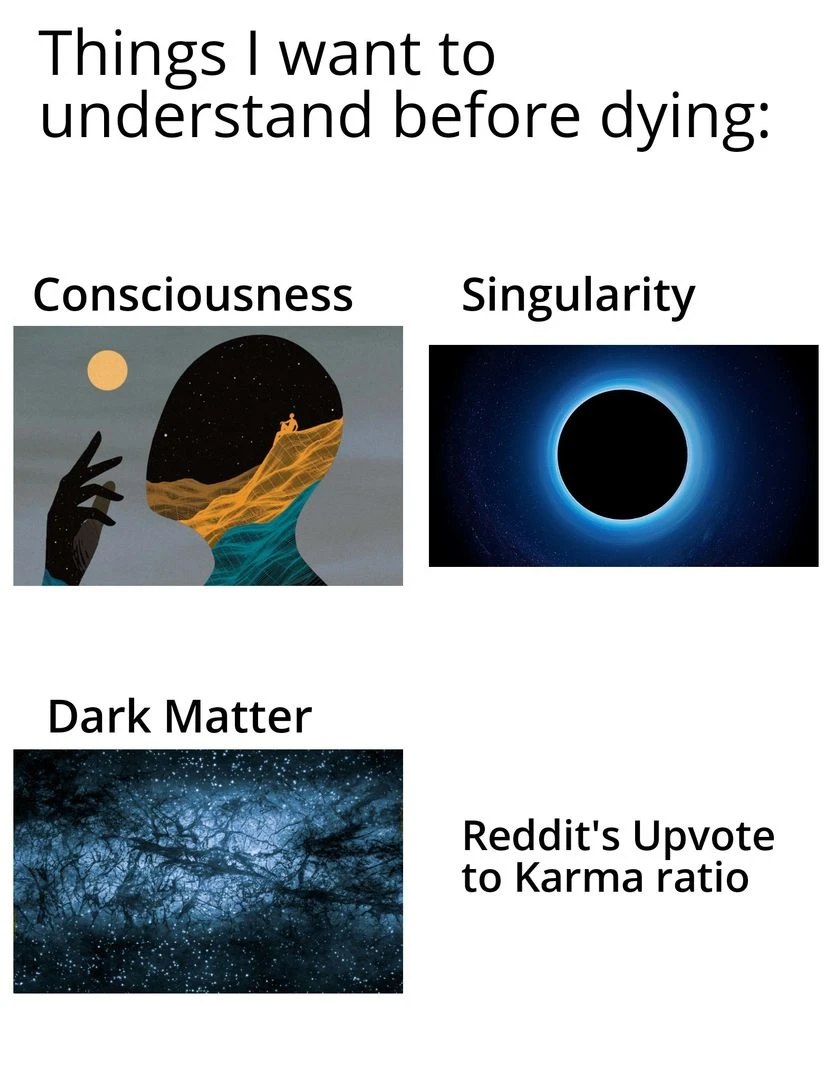 Things I want to
understand before dying:
Consciousness
Singularity
Dark Matter
Reddit's Upvote
to Karma ratio